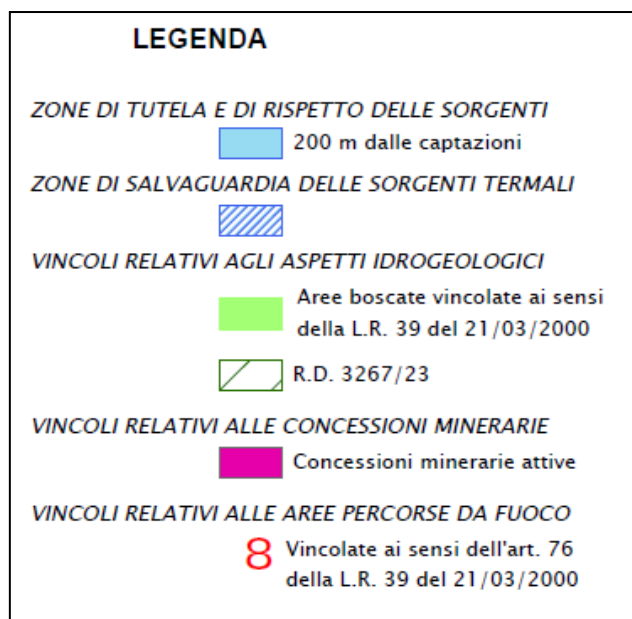 LEGENDA
ZONE DI TUTELA E DI RISPETTO DELLE SORGENTI
200 m dalle captazioni
ZONE DI SALVAGUARDIA DELLE SORGENTI TERMALI
VINCOLI RELATIVI AGLI ASPETTI IDROGEOLOGICI
Aree boscate vincolate ai sensi
della L.R. 39 del 21/03/2000
R.D. 3267/23
VINCOLI RELATIVI ALLE CONCESSIONI MINERARIE
Concessioni minerarie attive
VINCOLI RELATIVI ALLE AREE PERCORSE DA FUOCO
8 Vincolate ai sensi dell'art. 76
della L.R. 39 del 21/03/2000